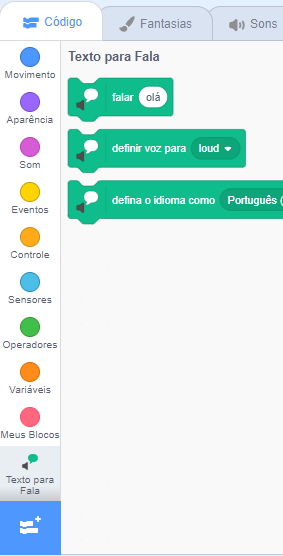 Código
Fantasias
Sons
Texto para Fala
Movimento
Aparência
Som
Eventos
Controle
Sensores
Operadores
Variáveis
Meus Blocos
Texto para
Fala
falar olá
definir voz para loud
defina o idioma como Português (